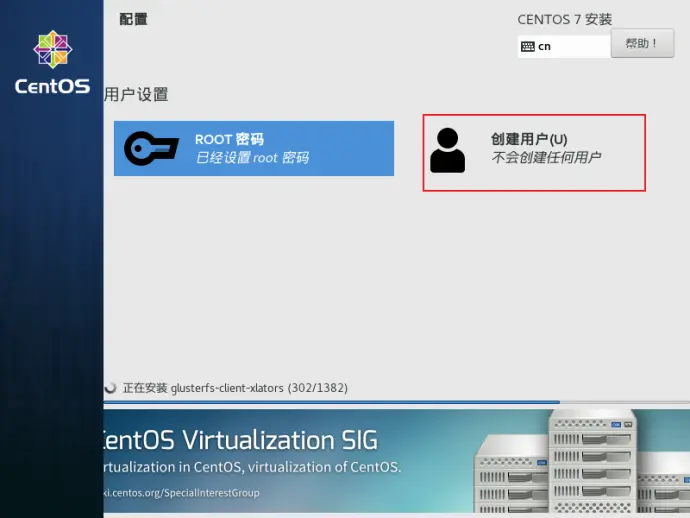 配置
CENTOS 7 安装
cn
帮助！
CentOS
用户设置
ROOT 密码
已经设置 root 密码
创建用户(U)
不会创建任何用户
正在安装 glusterfs-client-xlators (302/1382)
CentOS Virtualization SIG
rtualization in CentOS, virtualization of CentOS.
ki.centos.org/SpecialInterestGroup